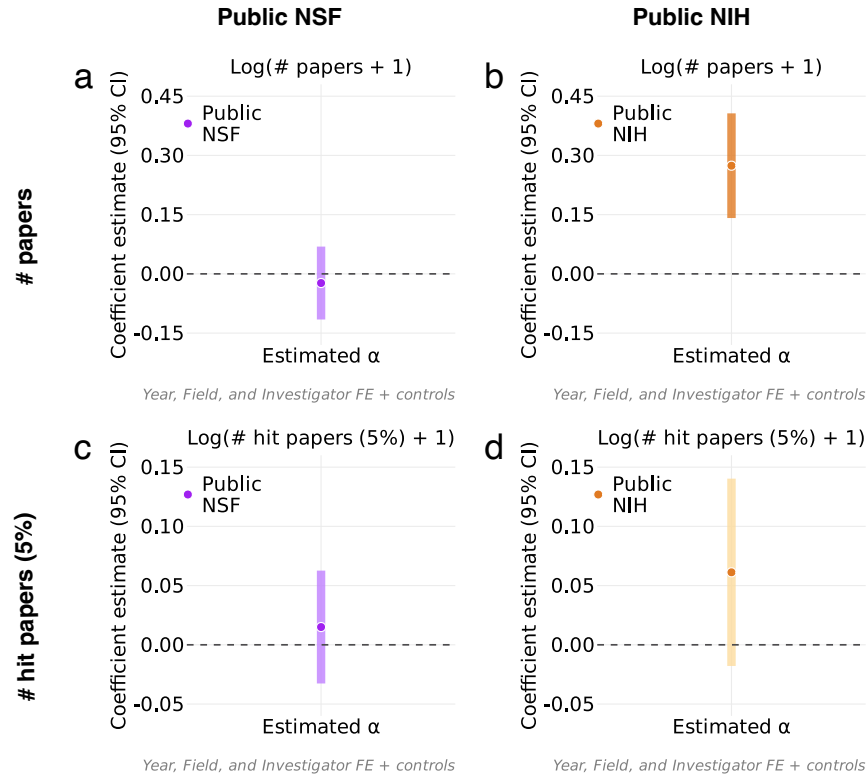 Public NSF
Public NIH
# papers
a
Log(# papers + 1)
Coefficient estimate (95% CI)
0.45
0.30
0.15
0.00
-0.15
Public
NSF
Estimated α
Year, Field, and Investigator FE + controls
b
Log(# papers + 1)
Coefficient estimate (95% CI)
0.45
0.30
0.15
0.00
-0.15
Public
NIH
Estimated α
Year, Field, and Investigator FE + controls
# hit papers (5%)
c
Log(# hit papers (5%) + 1)
Coefficient estimate (95% CI)
0.15
0.10
0.05
0.00
-0.05
Public
NSF
Estimated α
Year, Field, and Investigator FE + controls
d
Log(# hit papers (5%) + 1)
Coefficient estimate (95% CI)
0.15
0.10
0.05
0.00
-0.05
Public
NIH
Estimated α
Year, Field, and Investigator FE + controls